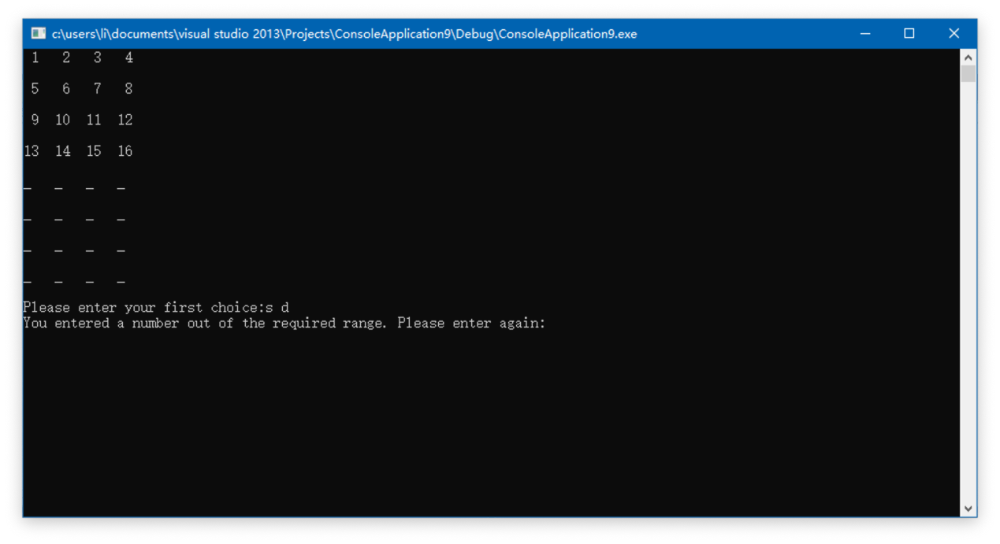 c:\users\li\documents\visual studio 2013\Projects\ConsoleApplication9\Debug\ConsoleApplication9.exe
1 2 3 4
5 6 7 8
9 10 11 12
13 14 15 16
_ _ _ _
_ _ _ _
_ _ _ _
_ _ _ _
Please enter your first choice:s d
You entered a number out of the required range. Please enter again: